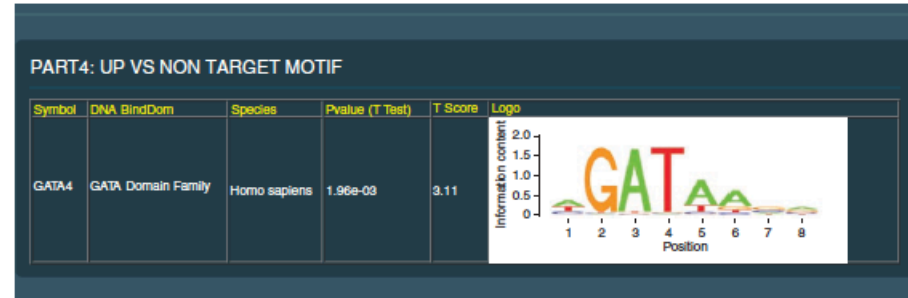 PART4: UP VS NON TARGET MOTIF
Symbol DNA BindDom Species Pvalue (T Test) T Score Logo
GATA4 GATA Domain Family Homo sapiens 1.96e-03 3.11
Information content
2.0
1.5
1.0
0.5
0
GATAA
1 2 3 4 5 6 7 8
Position